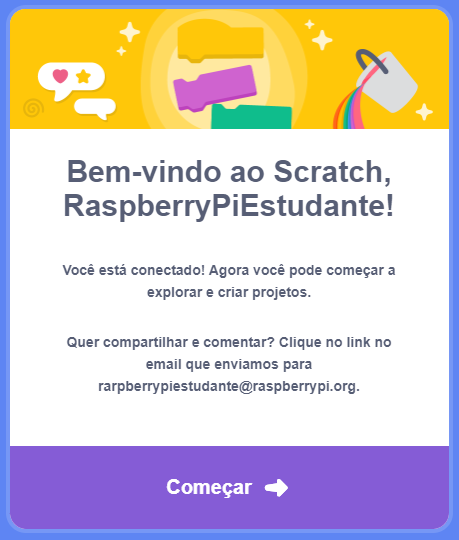 Bem-vindo ao Scratch,
RaspberryPiEstudante!
Você está conectado! Agora você pode começar a
explorar e criar projetos.
Quer compartilhar e comentar? Clique no link no
email que enviamos para
rarpberrypiestudante@raspberrypi.org.
Começar